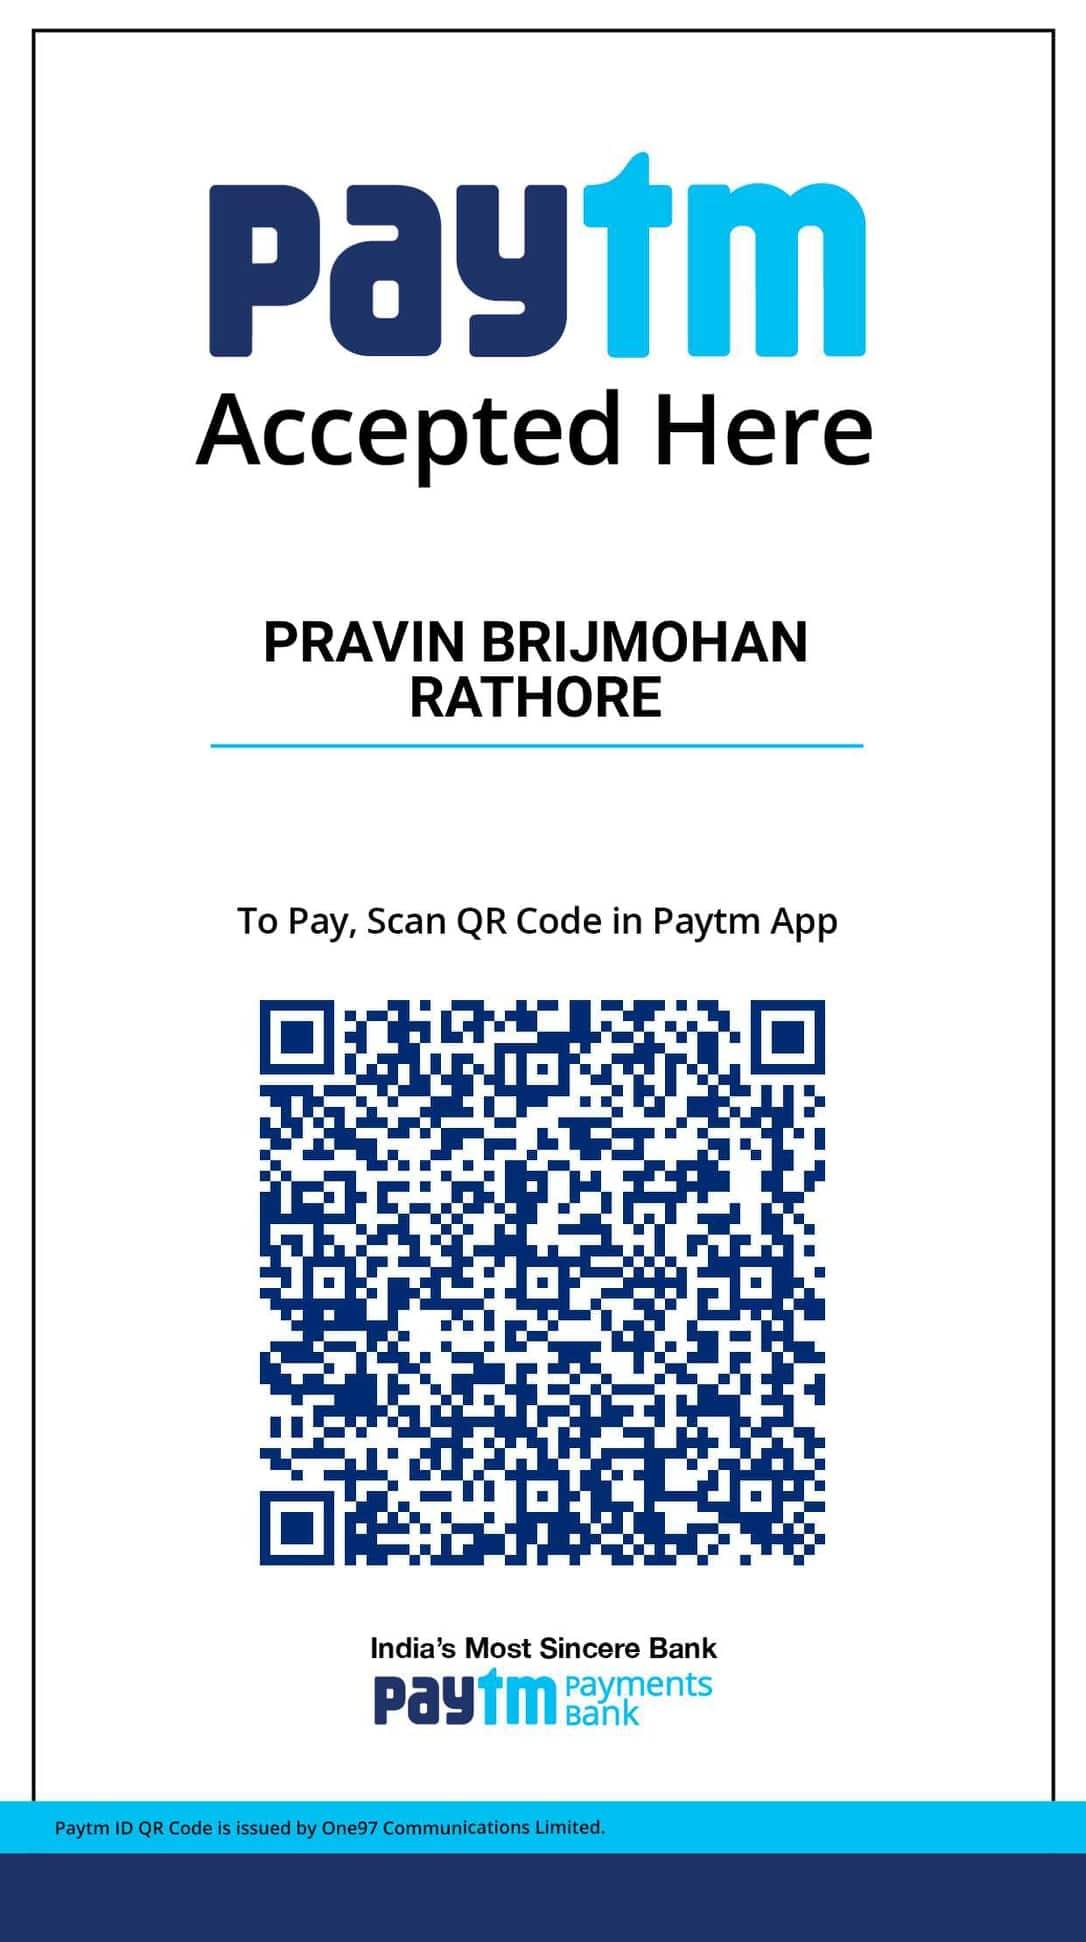 paytm
Accepted Here
PRAVIN BRIJMOHAN
RATHORE
To Pay, Scan QR Code in Paytm App
India's Most Sincere Bank
paytm Payments
Bank
Paytm ID QR Code is issued by One97 Communications Limited.